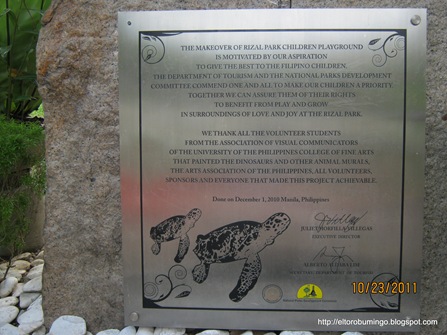 THE MAKEOVER OF RIZAL PARK CHILDREN PLAYGROUND
IS MOTIVATED BY OUR ASPIRATION
TO GIVE THE BEST TO THE FILIPINO CHILDREN.
THE DEPARTMENT OF TOURISM AND THE NATIONAL PARKS DEVELOPMENT
COMMITTEE COMMEND ONE AND ALL TO MAKE OUR CHILDREN A PRIORITY.
TOGETHER WE CAN ASSURE THEM OF THEIR RIGHTS
TO BENEFIT FROM PLAY AND GROW
IN SURROUNDINGS OF LOVE AND JOY AT THE RIZAL PARK.
WE THANK ALL THE VOLUNTEER STUDENTS
FROM THE ASSOCIATION OF VISUAL COMMUNICATORS
OF THE UNIVERSITY OF THE PHILIPPINES COLLEGE OF FINE ARTS
THAT PAINTED THE DINOSAURS AND OTHER ANIMAL MURALS,
THE ARTS ASSOCIATION OF THE PHILIPPINES, ALL VOLUNTEERS,
SPONSORS AND EVERYONE THAT MADE THIS PROJECT ACHIEVABLE.
Done on December 1, 2010 Manila, Philippines
EXECUTIVE DIRECTOR
10/23/2011
© http://eltorobumingo.blogspot.com